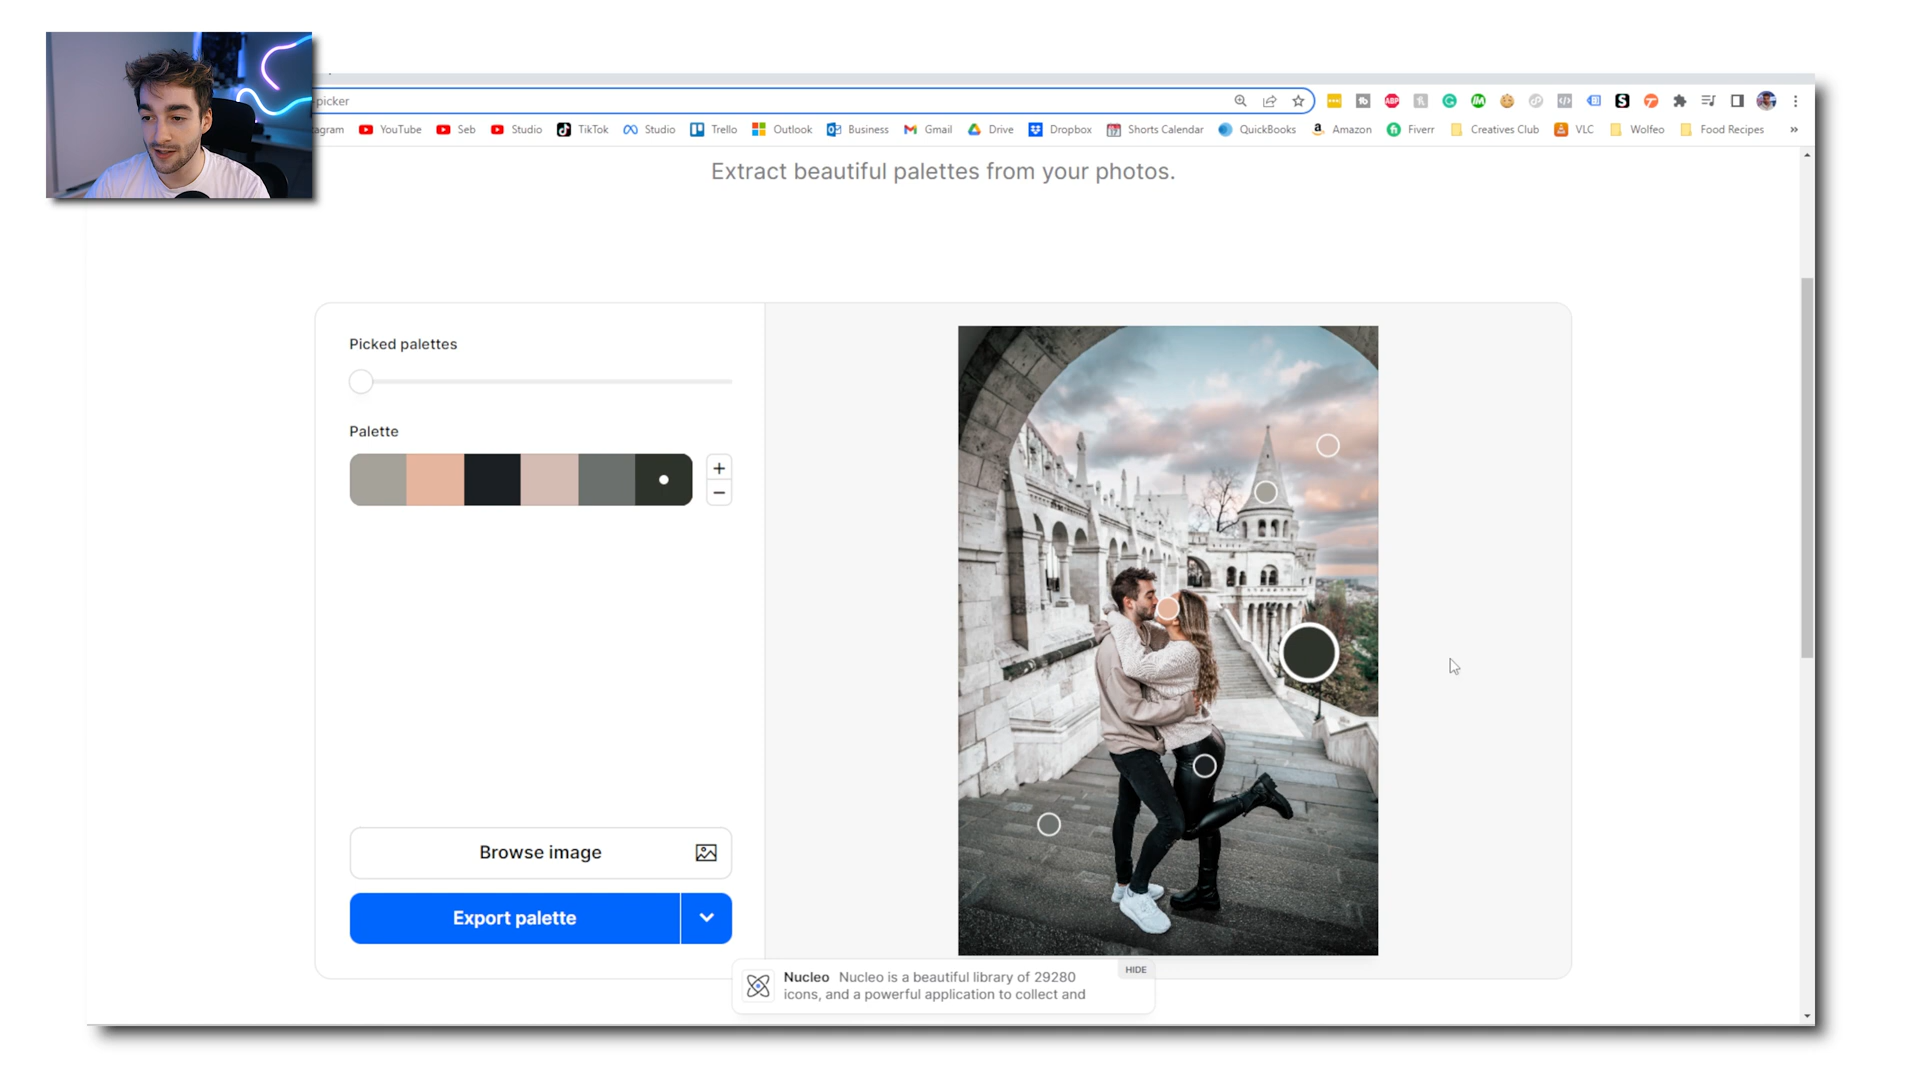 picker
agram YouTube Seb Studio TikTok Studio Trello Outlook Business Gmail Drive Dropbox Shorts Calendar QuickBooks Amazon Fiverr Creatives Club VLC Wolfeo Food Recipes »
Extract beautiful palettes from your photos.
Picked palettes
Palette
Browse image
Export palette
Nucleo Nucleo is a beautiful library of 29280
icons, and a powerful application to collect and
HIDE